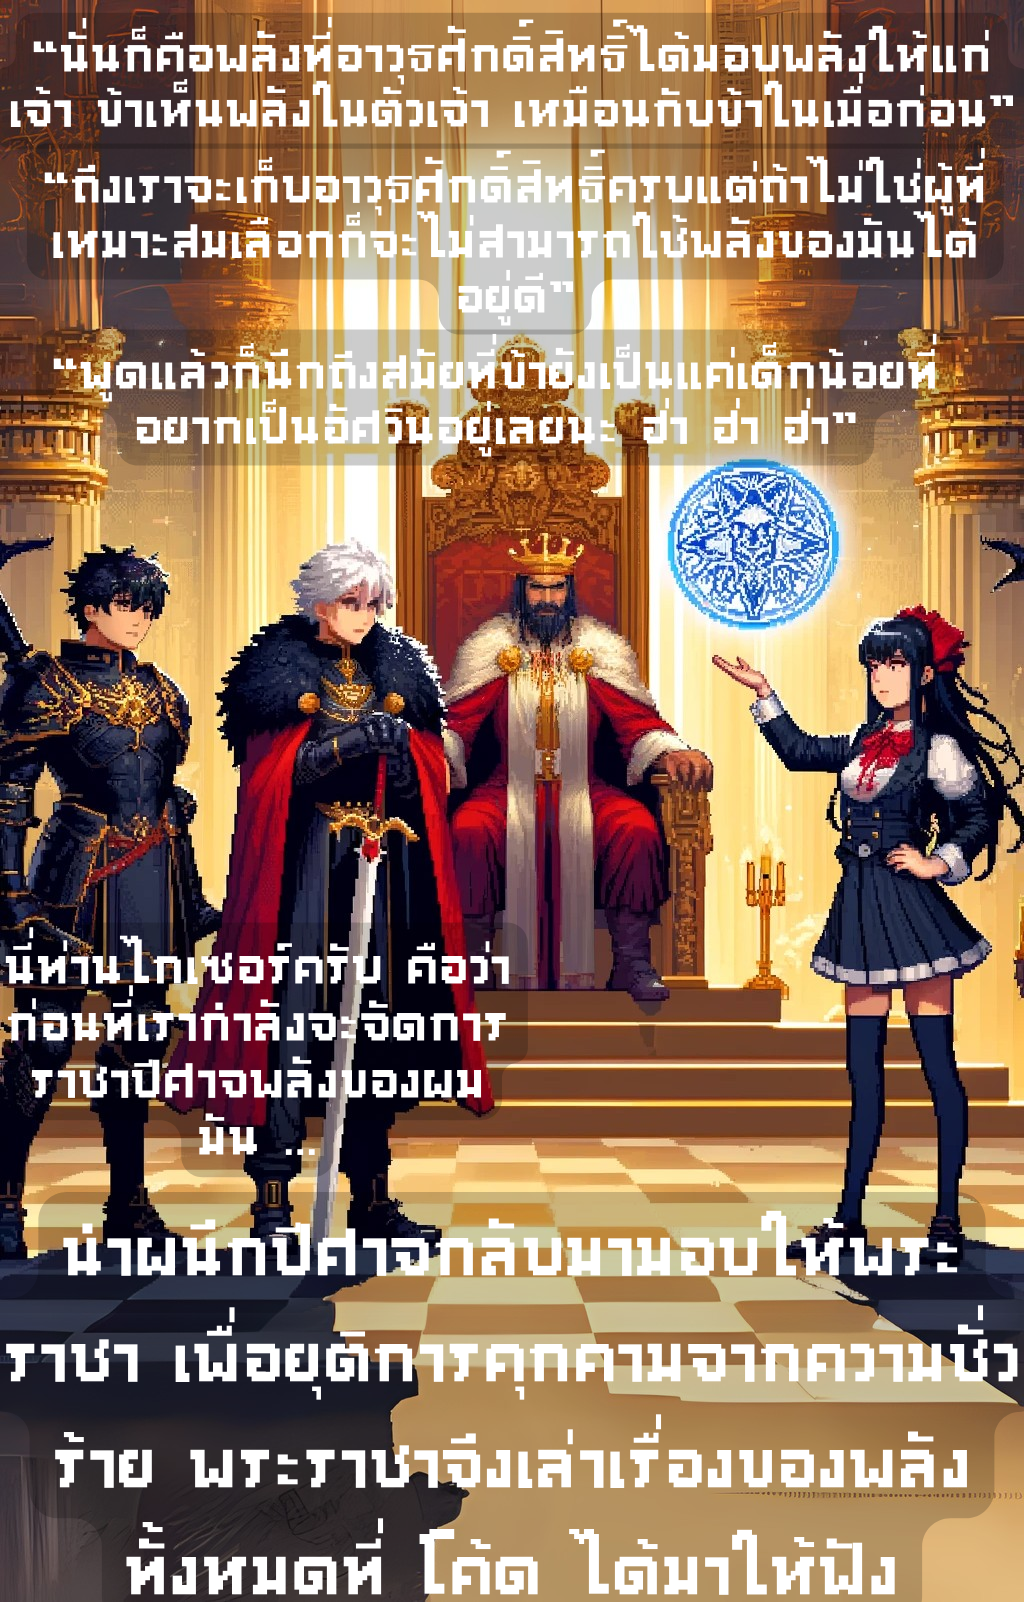 “นั่นก็คือพลังที่อาวุธศักดิ์สิทธิ์ได้มอบพลังให้แก่
เจ้า ข้าเห็นพลังในตัวเจ้า เหมือนกับข้าในเมื่อก่อน”
“ถึงเราจะเก็บอาวุธศักดิ์สิทธิ์ครบแต่ถ้าไม่ใช่ผู้ที่
เหมาะสมเลือกก็จะไม่สามารถใช้พลังของมันได้
อยู่ดี”
“พูดแล้วก็นึกถึงสมัยที่ข้ายังเป็นแค่เด็กน้อยที่
อยากเป็นอัศวินอยู่เลยนะ ฮ่า ฮ่า ฮ่า”
นี่ท่านไกเซอร์ครับ คือว่า
ก่อนที่เรากำลังจะจัดการ
ราชาปีศาจพลังของผม
มัน ...
นำผนึกปีศาจกลับมามอบให้พระ
ราชา เพื่อยุติการคุกคามจากความชั่ว
ร้าย พระราชาจึงเล่าเรื่องของพลัง
ทั้งหมดที่ โค้ด ได้มาให้ฟัง